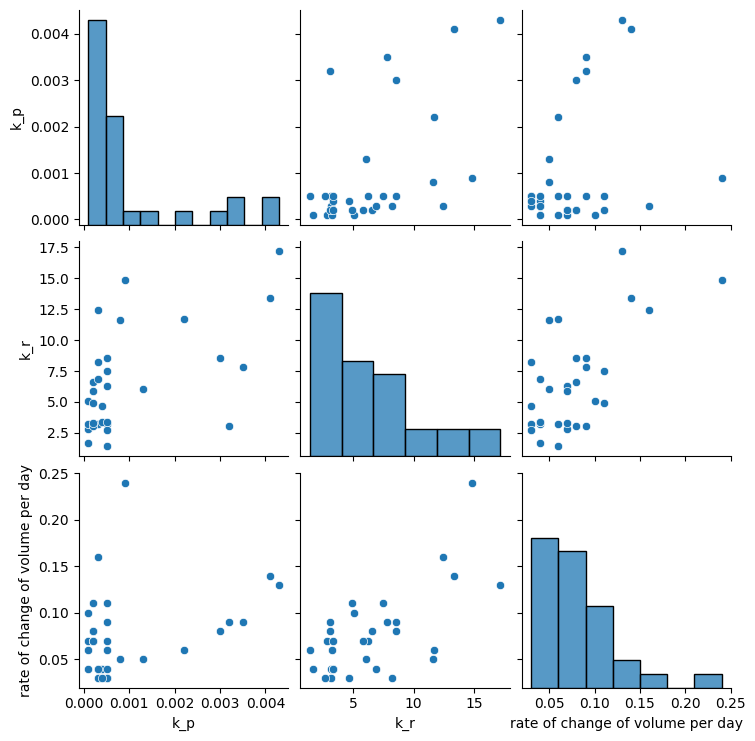 0.004
0.003
0.002
0.001
0.000
k_p
17.5
15.0
12.5
10.0
7.5
5.0
2.5
k_r
0.25
0.20
0.15
0.10
0.05
rate of change of volume per day
0.000 0.001 0.002 0.003 0.004
k_p
5 10 15
k_r
0.05 0.10 0.15 0.20 0.25
rate of change of volume per day